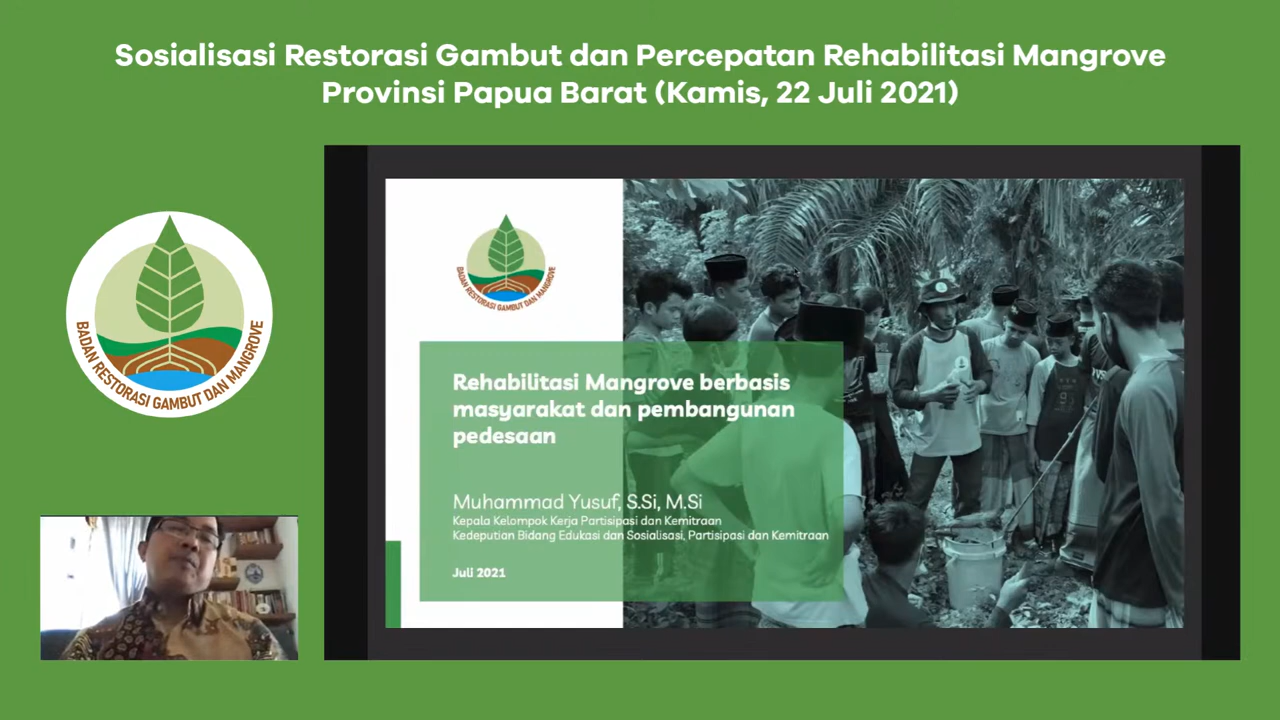 Sosialisasi Restorasi Gambut dan Percepatan Rehabilitasi Mangrove
Provinsi Papua Barat (Kamis, 22 Juli 2021)
BADAN RESTORASI GAMBUT DAN MANGROVE
BADAN RESTORASI GAMBUT DAN MANGROVE
Rehabilitasi Mangrove berbasis
masyarakat dan pembangunan
pedesaan
Muhammad Yusuf, S.Si, M.Si
Kepala Kelompok Kerja Partisipasi dan Kemitraan
Kedeputian Bidang Edukasi dan Sosialisasi, Partisipasi dan Kemitraan
Juli 2021